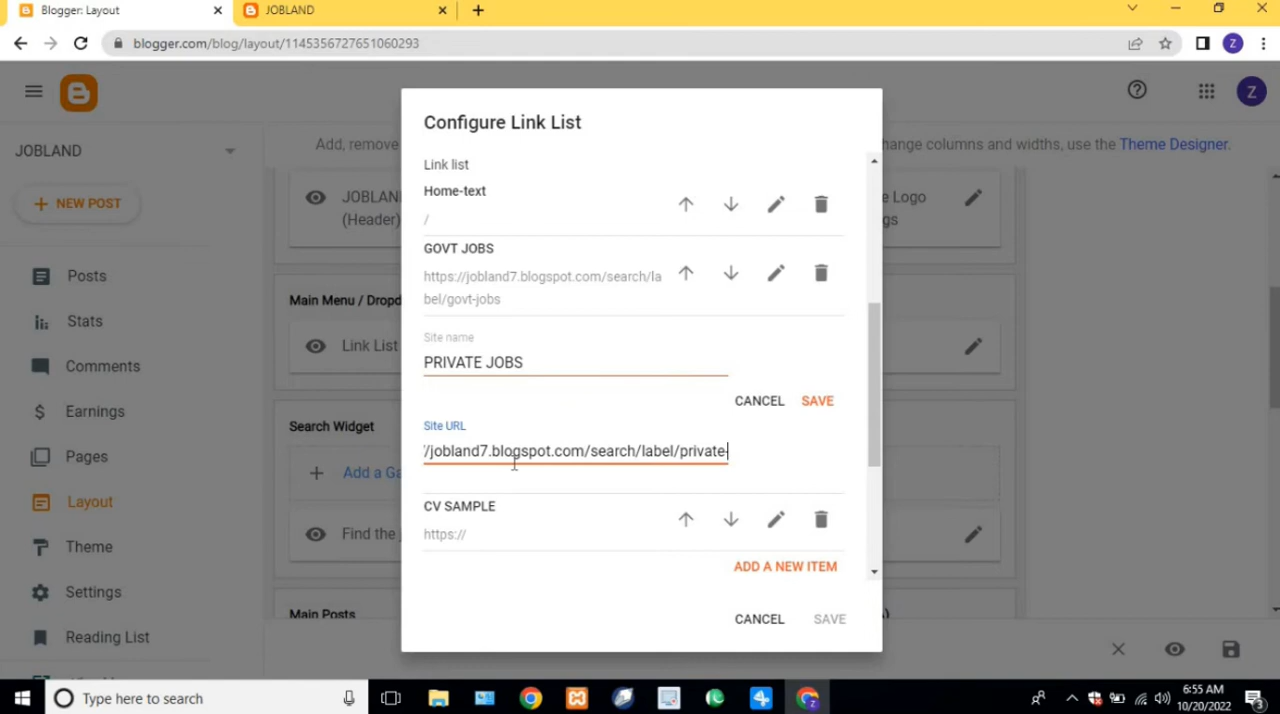 Blogger: Layout
JOBLAND
blogger.com/blog/layout/1145356727651060293
Z
Z
JOBLAND
NEW POST
Posts
Stats
Comments
Earnings
Pages
Layout
Theme
Settings
Reading List
Add, remove
hange columns and widths, use the Theme Designer.
JOBLAN
(Header)
e Logo
gs
Main Menu / Dropd
Link List
Search Widget
Add a Ga
Find the j
Main Posts
Configure Link List
Link list
Home-text
/
GOVT JOBS
https://jobland7.blogspot.com/search/la
bel/govt-jobs
Site name
PRIVATE JOBS
CANCEL SAVE
Site URL
//jobland7.blogspot.com/search/label/private-
CV SAMPLE
https://
ADD A NEW ITEM
CANCEL SAVE
Type here to search
6:55 AM
10/20/2022
3